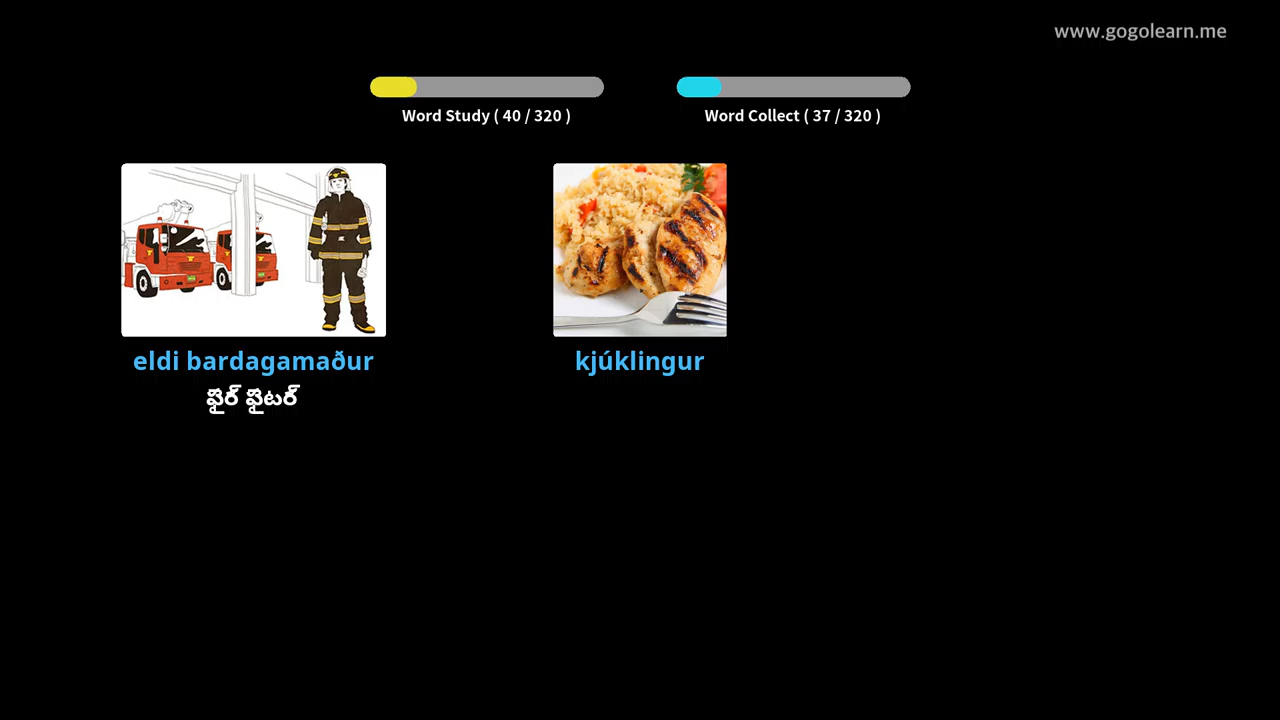 www.gogolearn.me
Word Study ( 40 / 320 )
Word Collect ( 37 / 320 )
eldi bardagamaður
ఫైర్ ఫైటర్
kjúklingur